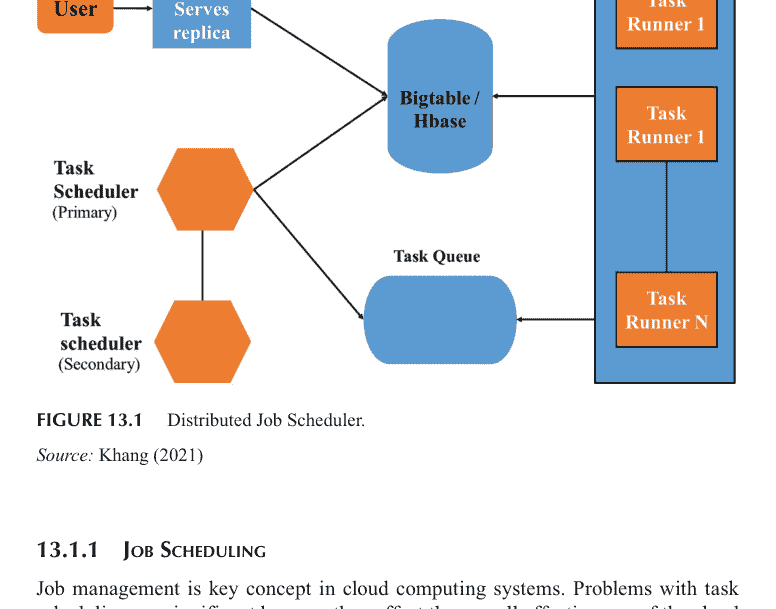 User
Serves
replica
Task
Runner 1
Bigtable /
Hbase
Task
Runner 1
Task
Scheduler
(Primary)
Task Queue
Task
Runner N
Task
scheduler
(Secondary)
FIGURE 13.1 Distributed Job Scheduler.
Source: Khang (2021)
13.1.1 JOB SCHEDULING
Job management is key concept in cloud computing systems. Problems with task